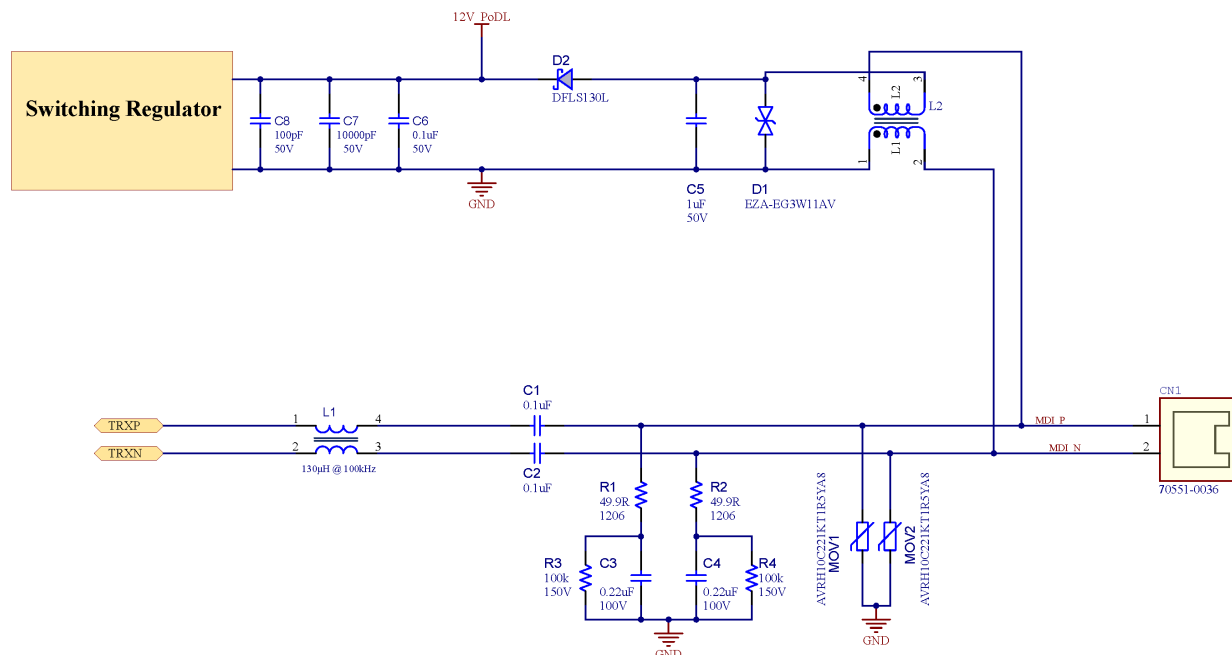 12V_PoDL
Switching Regulator
C8
100pF
50V
C7
10000pF
50V
C6
0.1uF
50V
GND
D2
DFLS130L
C5
1uF
50V
D1
EZA-EG3W11AV
4
3
L2
L2
L1
1
2
TRXP
TRXN
1
L1
4
2
3
130µH @ 100kHz
C1
0.1uF
C2
0.1uF
R1
49.9R
1206
R2
49.9R
1206
R3
100k
150V
C3
0.22uF
100V
C4
0.22uF
100V
R4
100k
150V
GND
AVRH10C221KT1R5YA8
MOV1
MOV2
AVRH10C221KT1R5YA8
GND
MDI_P
MDI_N
CN1
1
2
70551-0036